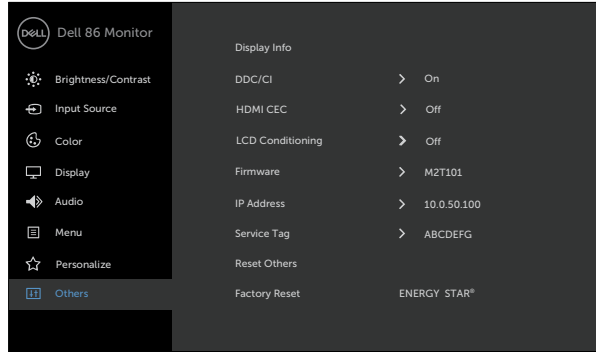 DELL Dell 86 Monitor
Display Info
Brightness/Contrast DDC/CI > On
Input Source HDMI CEC > Off
Color LCD Conditioning > Off
Display Firmware > M2T101
Audio IP Address > 10.0.50.100
Menu Service Tag > ABCDEFG
Personalize Reset Others
Others Factory Reset ENERGY STAR®